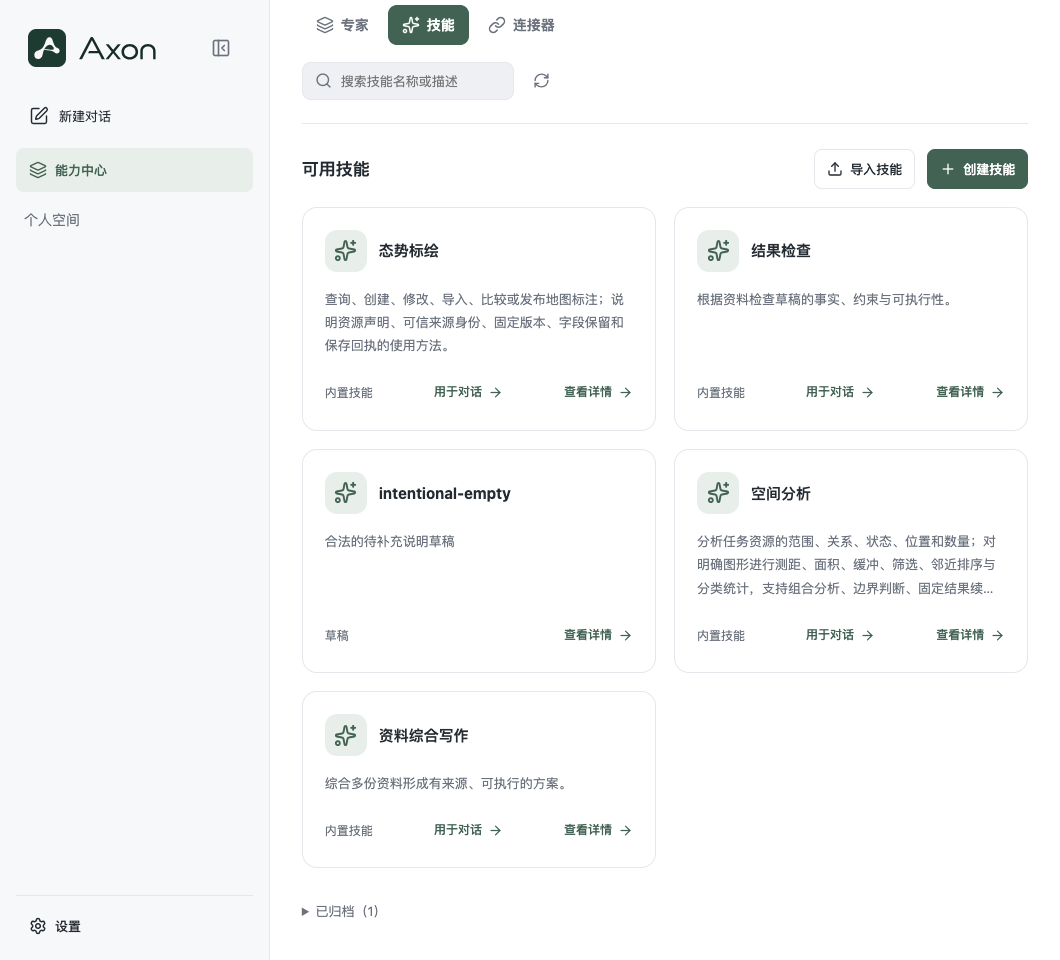 Axon
新建对话
能力中心
个人空间
设置
专家
技能
连接器
搜索技能名称或描述
可用技能
导入技能
创建技能
态势标绘
查询、创建、修改、导入、比较或发布地图标注；说
明资源声明、可信来源身份、固定版本、字段保留和
保存回执的使用方法。
内置技能
用于对话
查看详情
结果检查
根据资料检查草稿的事实、约束与可执行性。
内置技能
用于对话
查看详情
intentional-empty
合法的待补充说明草稿
草稿
查看详情
空间分析
分析任务资源的范围、关系、状态、位置和数量；对
明确图形进行测距、面积、缓冲、筛选、邻近排序与
分类统计，支持组合分析、边界判断、固定结果续...
内置技能
用于对话
查看详情
资料综合写作
综合多份资料形成有来源、可执行的方案。
内置技能
用于对话
查看详情
已归档（1）